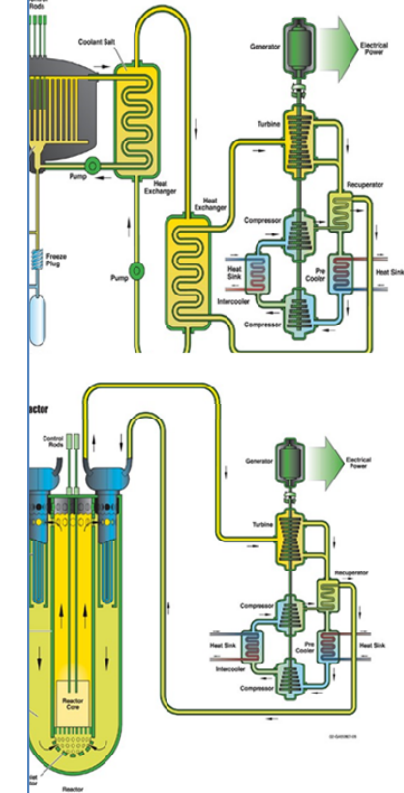 Rods
Coolant Salt
Generator
Electrical
Power
Turbine
Pump
Heat
Exchanger
Recuperator
Heat
Exchanger
Compressor
Freeze
Plug
Pump
Heat
Sink
Pre
Cooler
Heat Sink
Intercooler
Compressor
actor
Control
Rods
Generator
Electrical
Power
Turbine
Recuperator
Compressor
Heat Sink
Pre
Cooler
Heat Sink
Intercooler
Compressor
Reactor
Core
Reactor